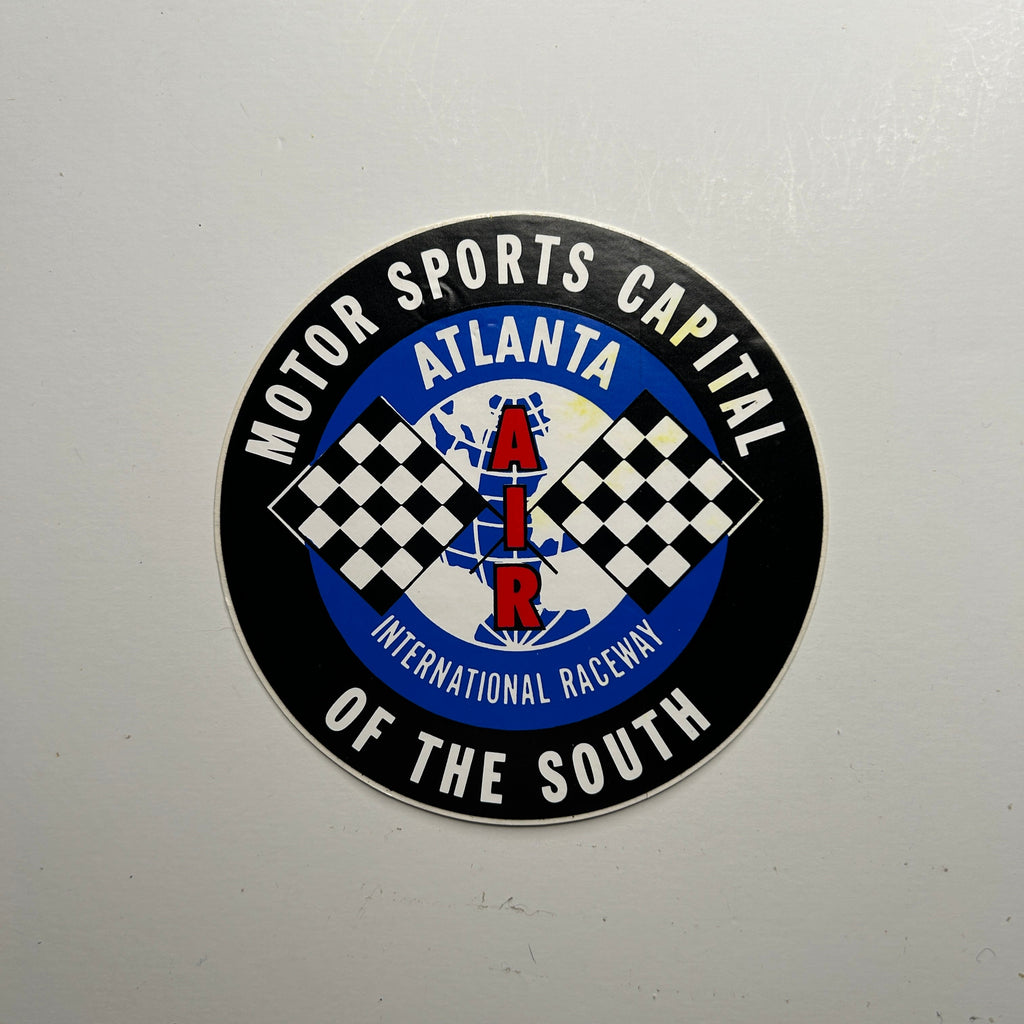 MOTOR SPORTS CAPITAL
ATLANTA
AIR
INTERNATIONAL RACEWAY
OF THE SOUTH